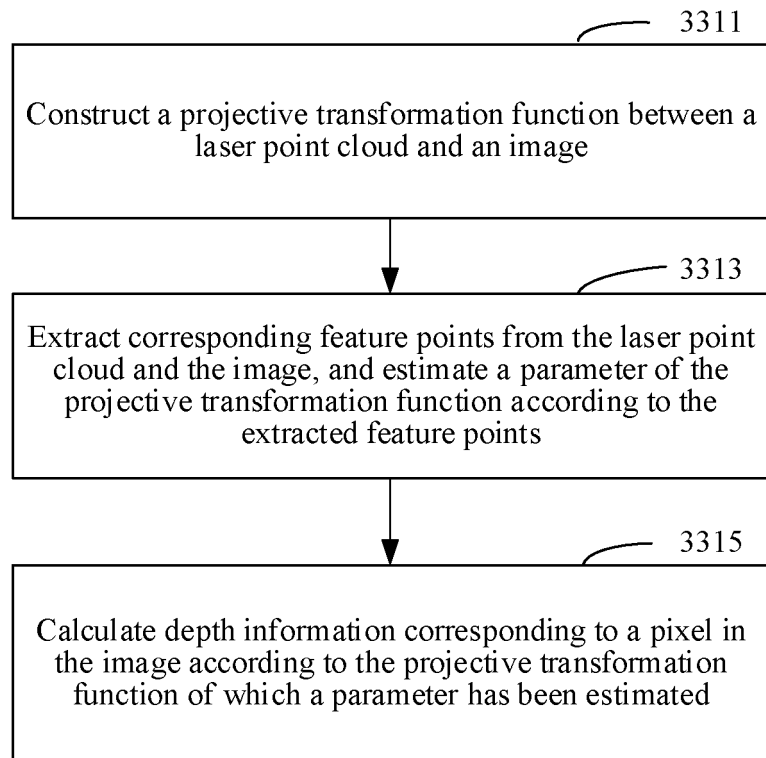 3311
Construct a projective transformation function between a
laser point cloud and an image
3313
Extract corresponding feature points from the laser point
cloud and the image, and estimate a parameter of the
projective transformation function according to the
extracted feature points
3315
Calculate depth information corresponding to a pixel in
the image according to the projective transformation
function of which a parameter has been estimated